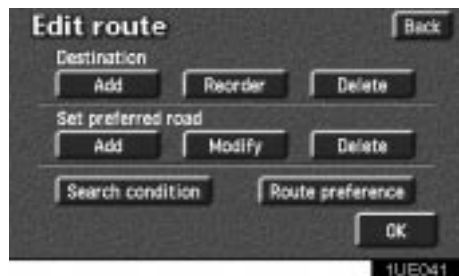 Edit route Back
Destination
Add Reorder Delete
Set preferred road
Add Modify Delete
Search condition Route preference
OK
1UE041